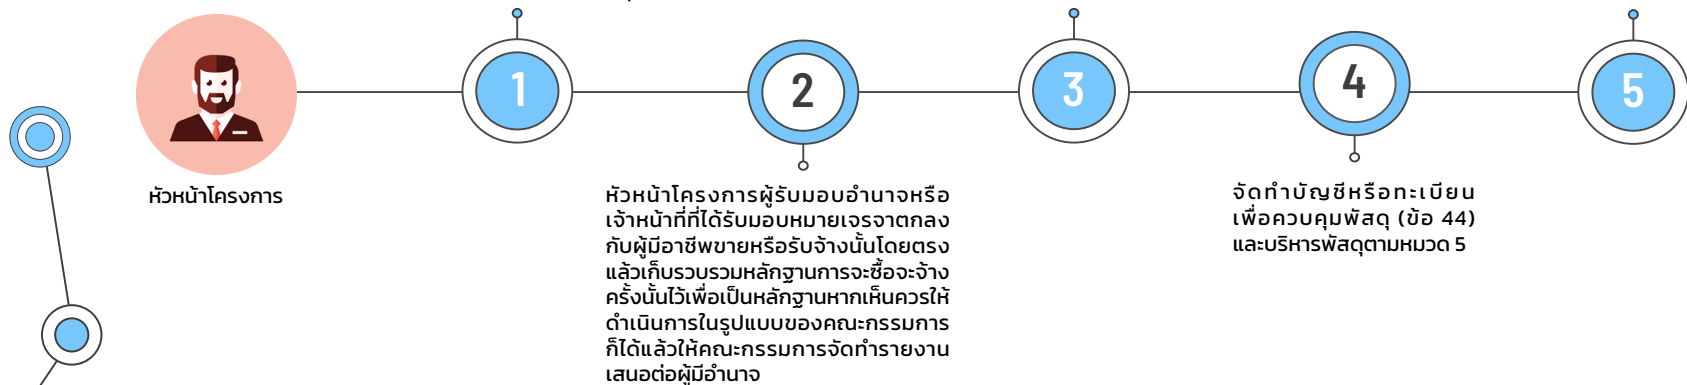 1
2
3
4
5
หัวหน้าโครงการ
หัวหน้าโครงการผู้รับมอบอำนาจหรือ
เจ้าหน้าที่ที่ได้รับมอบหมายเจรจาตกลง
กับผู้มีอาชีพขายหรือรับจ้างนั้นโดยตรง
แล้วเก็บรวบรวมหลักฐานการจะซื้อจะจ้าง
ครั้งนั้นไว้เพื่อเป็นหลักฐานหากเห็นควรให้
ดำเนินการในรูปแบบของคณะกรรมการ
ก็ได้แล้วให้คณะกรรมการจัดทำรายงาน
เสนอต่อผู้มีอำนาจ
จัดทำบัญชีหรือทะเบียน
เพื่อควบคุมพัสดุ (ข้อ 44)
และบริหารพัสดุตามหมวด 5